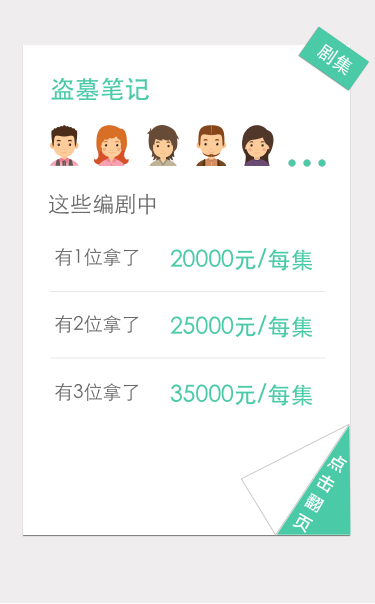 剧集
盗墓笔记
这些编剧中
有1位拿了 20000元/每集
有2位拿了 25000元/每集
有3位拿了 35000元/每集
点击翻页